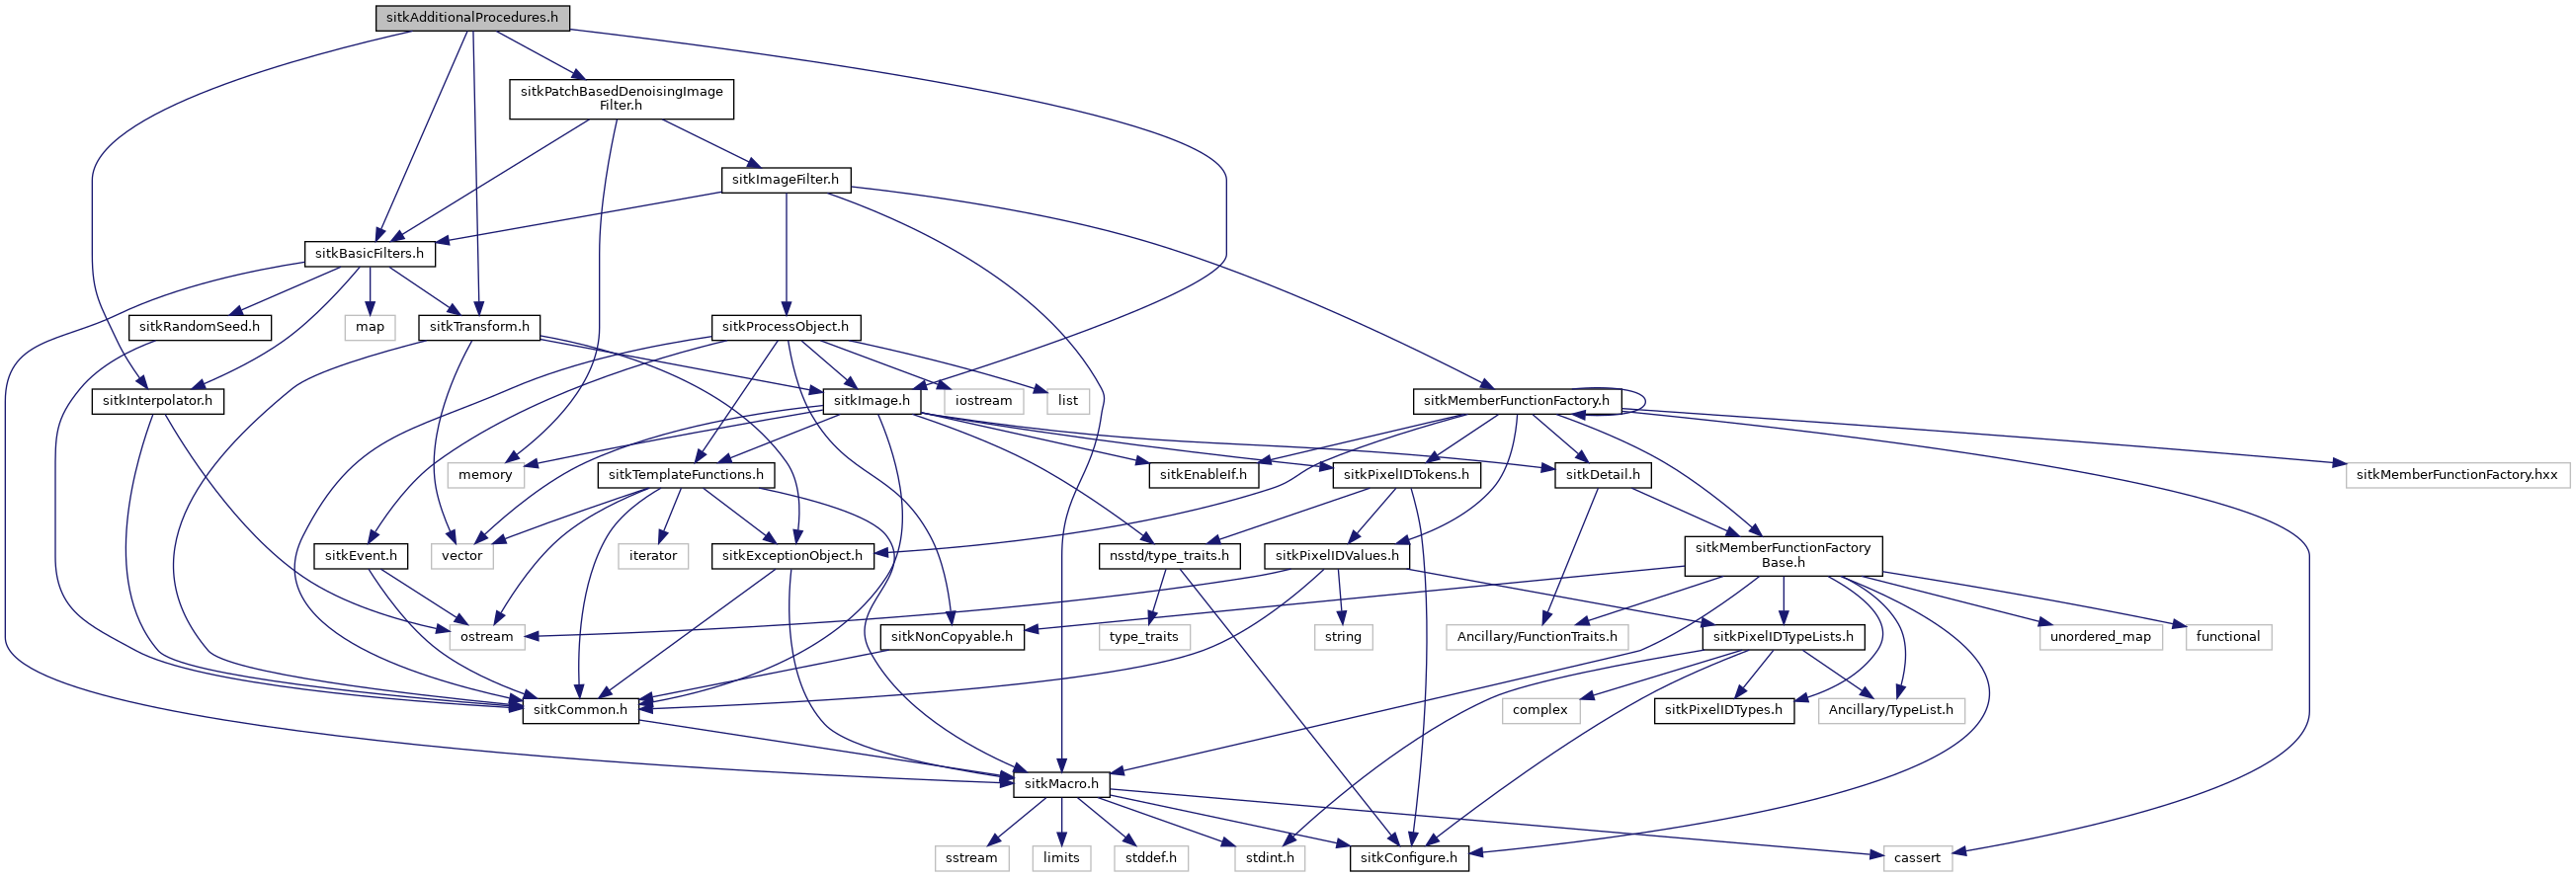 sitkAdditionalProcedures.h
sitkPatchBasedDenoisingImage
Filter.h
sitkImageFilter.h
sitkBasicFilters.h
sitkRandomSeed.h
map
sitkTransform.h
sitkProcessObject.h
sitkInterpolator.h
sitkImage.h
iostream
list
sitkMemberFunctionFactory.h
memory
sitkTemplateFunctions.h
sitkEnableIf.h
sitkPixelIDTokens.h
sitkDetail.h
sitkMemberFunctionFactory.hxx
sitkEvent.h
vector
iterator
sitkExceptionObject.h
nsstd/type_traits.h
sitkPixelIDValues.h
sitkMemberFunctionFactory
Base.h
ostream
sitkNonCopyable.h
type_traits
string
Ancillary/FunctionTraits.h
sitkPixelIDTypeLists.h
unordered_map
functional
sitkCommon.h
complex
sitkPixelIDTypes.h
Ancillary/TypeList.h
sitkMacro.h
sstream
limits
stddef.h
stdint.h
sitkConfigure.h
cassert